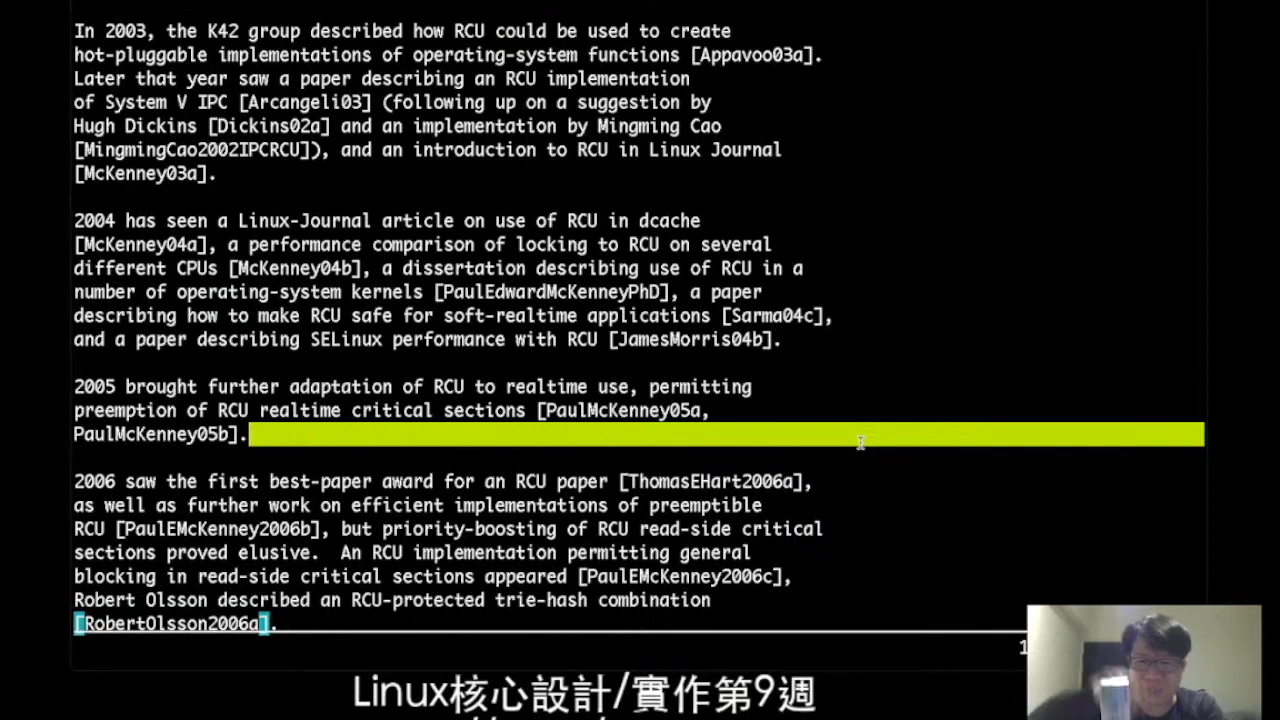 In 2003, the K42 group described how RCU could be used to create
hot-pluggable implementations of operating-system functions [Appavoo03a].
Later that year saw a paper describing an RCU implementation
of System V IPC [Arcangeli03] (following up on a suggestion by
Hugh Dickins [Dickins02a] and an implementation by Mingming Cao
[MingmingCao2002IPCRCU]), and an introduction to RCU in Linux Journal
[McKenney03a].
2004 has seen a Linux-Journal article on use of RCU in dcache
[McKenney04a], a performance comparison of locking to RCU on several
different CPUs [McKenney04b], a dissertation describing use of RCU in a
number of operating-system kernels [PaulEdwardMcKenneyPhD], a paper
describing how to make RCU safe for soft-realtime applications [Sarma04c],
and a paper describing SELinux performance with RCU [JamesMorris04b].
2005 brought further adaptation of RCU to realtime use, permitting
preemption of RCU realtime critical sections [PaulMcKenney05a,
PaulMcKenney05b].
2006 saw the first best-paper award for an RCU paper [ThomasEHart2006a],
as well as further work on efficient implementations of preemptible
RCU [PaulEMcKenney2006b], but priority-boosting of RCU read-side critical
sections proved elusive.  An RCU implementation permitting general
blocking in read-side critical sections appeared [PaulEMcKenney2006c],
Robert Olsson described an RCU-protected trie-hash combination
[RobertOlsson2006a].
Linux核心設計/實作第9週